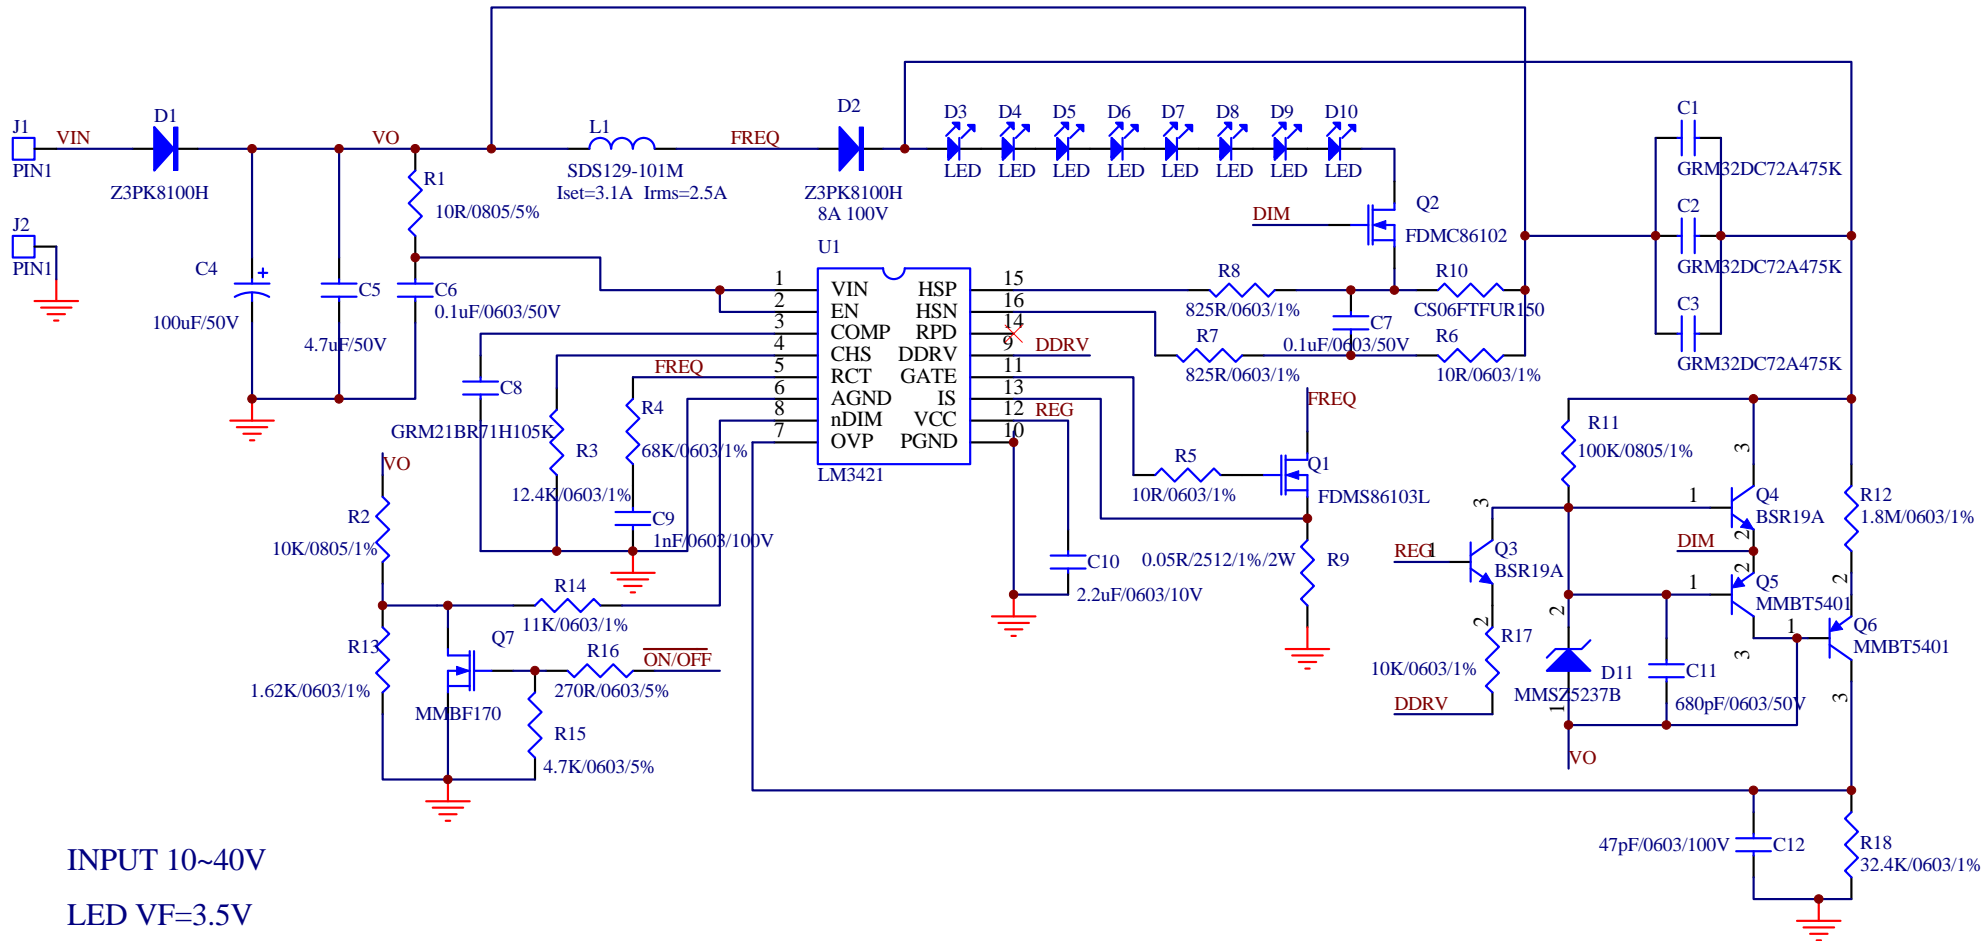 J1
VIN
PIN1
J2
PIN1
D1
Z3PK8100H
VO
C4
+
100uF/50V
C5
4.7uF/50V
R1
10R/0805/5%
C6
0.1uF/0603/50V
L1
SDS129-101M
Iset=3.1A Irms=2.5A
FREQ
D2
Z3PK8100H
8A 100V
D3 D4 D5 D6 D7 D8 D9 D10
LED LED LED LED LED LED LED LED
DIM
Q2
FDMC86102
C1
GRM32DC72A475K
C2
GRM32DC72A475K
C3
GRM32DC72A475K
U1
1 VIN HSP 15
2 EN HSN 16
3 COMP RPD 14
4 CHS DDRV 9
5 RCT GATE 11
6 AGND IS 13
8 nDIM VCC 12
7 OVP PGND 10
LM3421
DDRV
REG
R8
825R/0603/1%
R10
CS06FTFUR150
C7
0.1uF/0603/50V
R7
825R/0603/1%
R6
10R/0603/1%
FREQ
C8
GRM21BR71H105K
R3
12.4K/0603/1%
R4
68K/0603/1%
C9
1nF/0603/100V
VO
R2
10K/0805/1%
R14
11K/0603/1%
R13
1.62K/0603/1%
Q7
MMBF170
R16
270R/0603/5%
ON/OFF
R15
4.7K/0603/5%
FREQ
R5
10R/0603/1%
Q1
FDMS86103L
C10
2.2uF/0603/10V
0.05R/2512/1%/2W
R9
R11
100K/0805/1%
3
1
Q4
BSR19A
2
DIM
R12
1.8M/0603/1%
3
REG
1
Q3
BSR19A
2
R17
10K/0603/1%
DDRV
2
1
Q5
MMBT5401
3
2
1
Q6
MMBT5401
3
2
D11
MMSZ5237B
1
C11
680pF/0603/50V
VO
47pF/0603/100V
C12
R18
32.4K/0603/1%
INPUT 10~40V
LED VF=3.5V